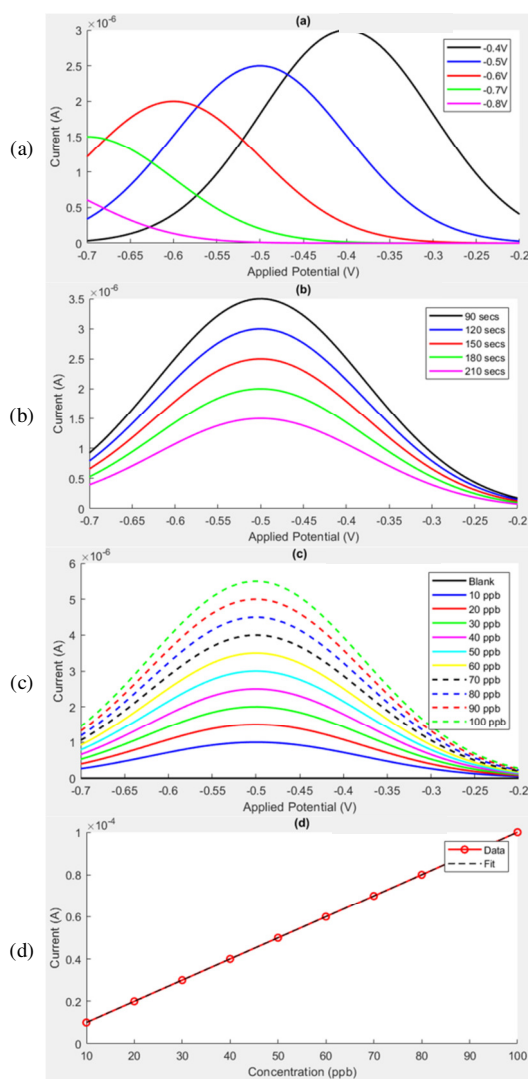 (a)
(a)
×10⁻⁶
3
2.5
2
1.5
1
0.5
0
Current (A)
-0.4V
-0.5V
-0.6V
-0.7V
-0.8V
-0.7 -0.65 -0.6 -0.55 -0.5 -0.45 -0.4 -0.35 -0.3 -0.25 -0.2
Applied Potential (V)
(b)
(b)
×10⁻⁶
3.5
3
2.5
2
1.5
1
0.5
0
Current (A)
90 secs
120 secs
150 secs
180 secs
210 secs
-0.7 -0.65 -0.6 -0.55 -0.5 -0.45 -0.4 -0.35 -0.3 -0.25 -0.2
Applied Potential (V)
(c)
(c)
×10⁻⁶
6
5
4
3
2
1
0
Current (A)
Blank
10 ppb
20 ppb
30 ppb
40 ppb
50 ppb
60 ppb
70 ppb
80 ppb
90 ppb
100 ppb
-0.7 -0.65 -0.6 -0.55 -0.5 -0.45 -0.4 -0.35 -0.3 -0.25 -0.2
Applied Potential (V)
(d)
(d)
×10⁻⁴
1
0.8
0.6
0.4
0.2
0
Current (A)
Data
Fit
10 20 30 40 50 60 70 80 90 100
Concentration (ppb)